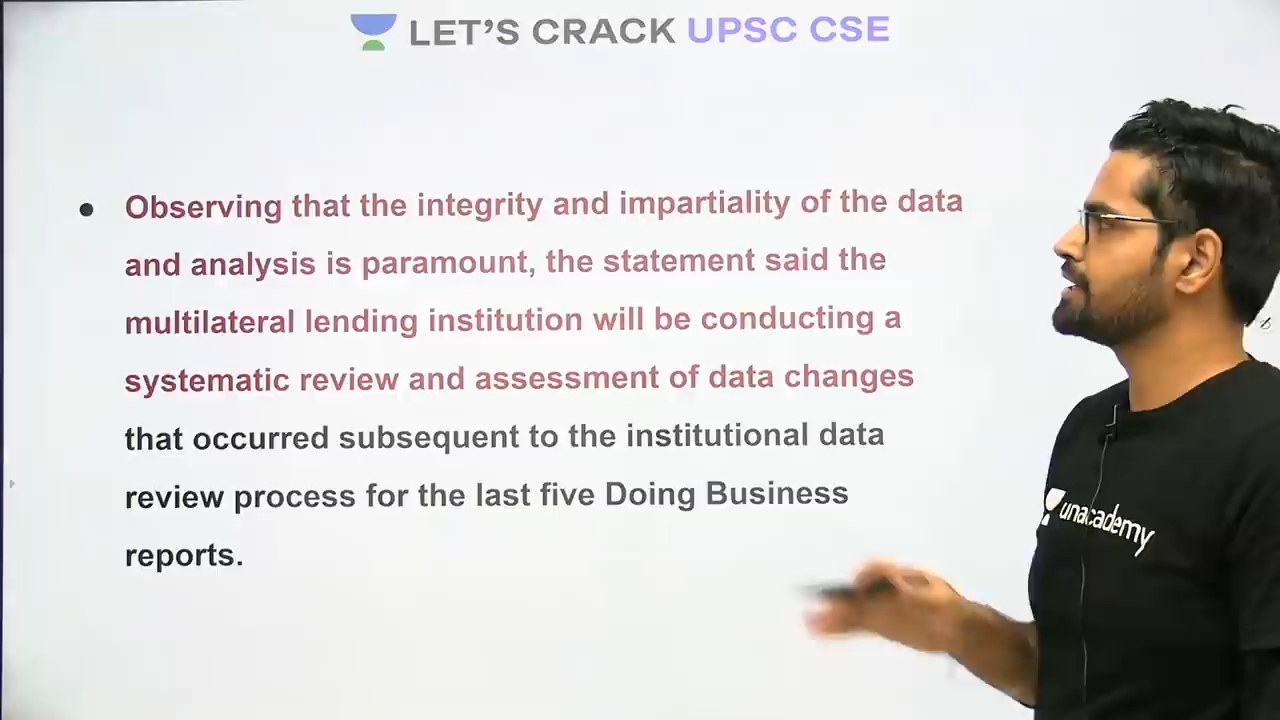 LET'S CRACK UPSC CSE
● Observing that the integrity and impartiality of the data
and analysis is paramount, the statement said the
multilateral lending institution will be conducting a
systematic review and assessment of data changes
that occurred subsequent to the institutional data
review process for the last five Doing Business
reports.
unacademy